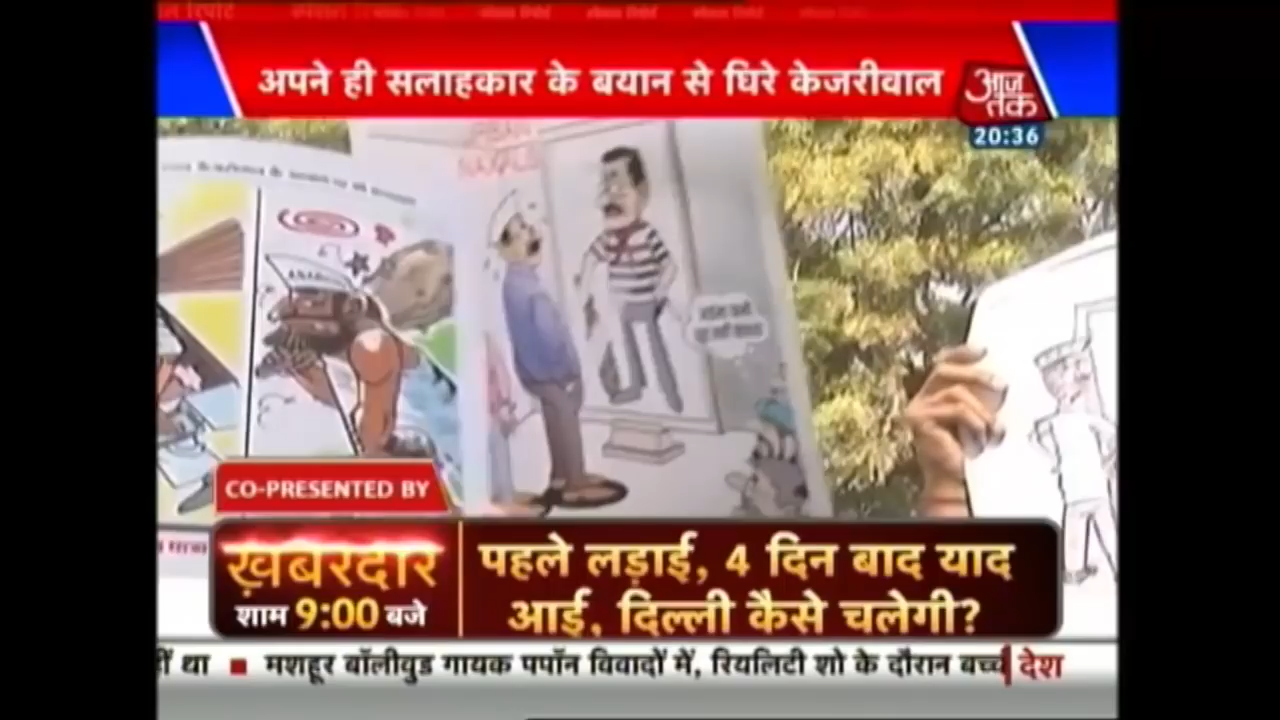 अपने ही सलाहकार के बयान से घिरे केजरीवाल
आज
तक
20:36
CO-PRESENTED BY
ख़बरदार
शाम 9:00 बजे
पहले लड़ाई, 4 दिन बाद याद
आई, दिल्ली कैसे चलेगी?
था ■ मशहूर बॉलीवुड गायक पपॉन विवादों में, रियलिटी शो के दौरान बच्च
देश